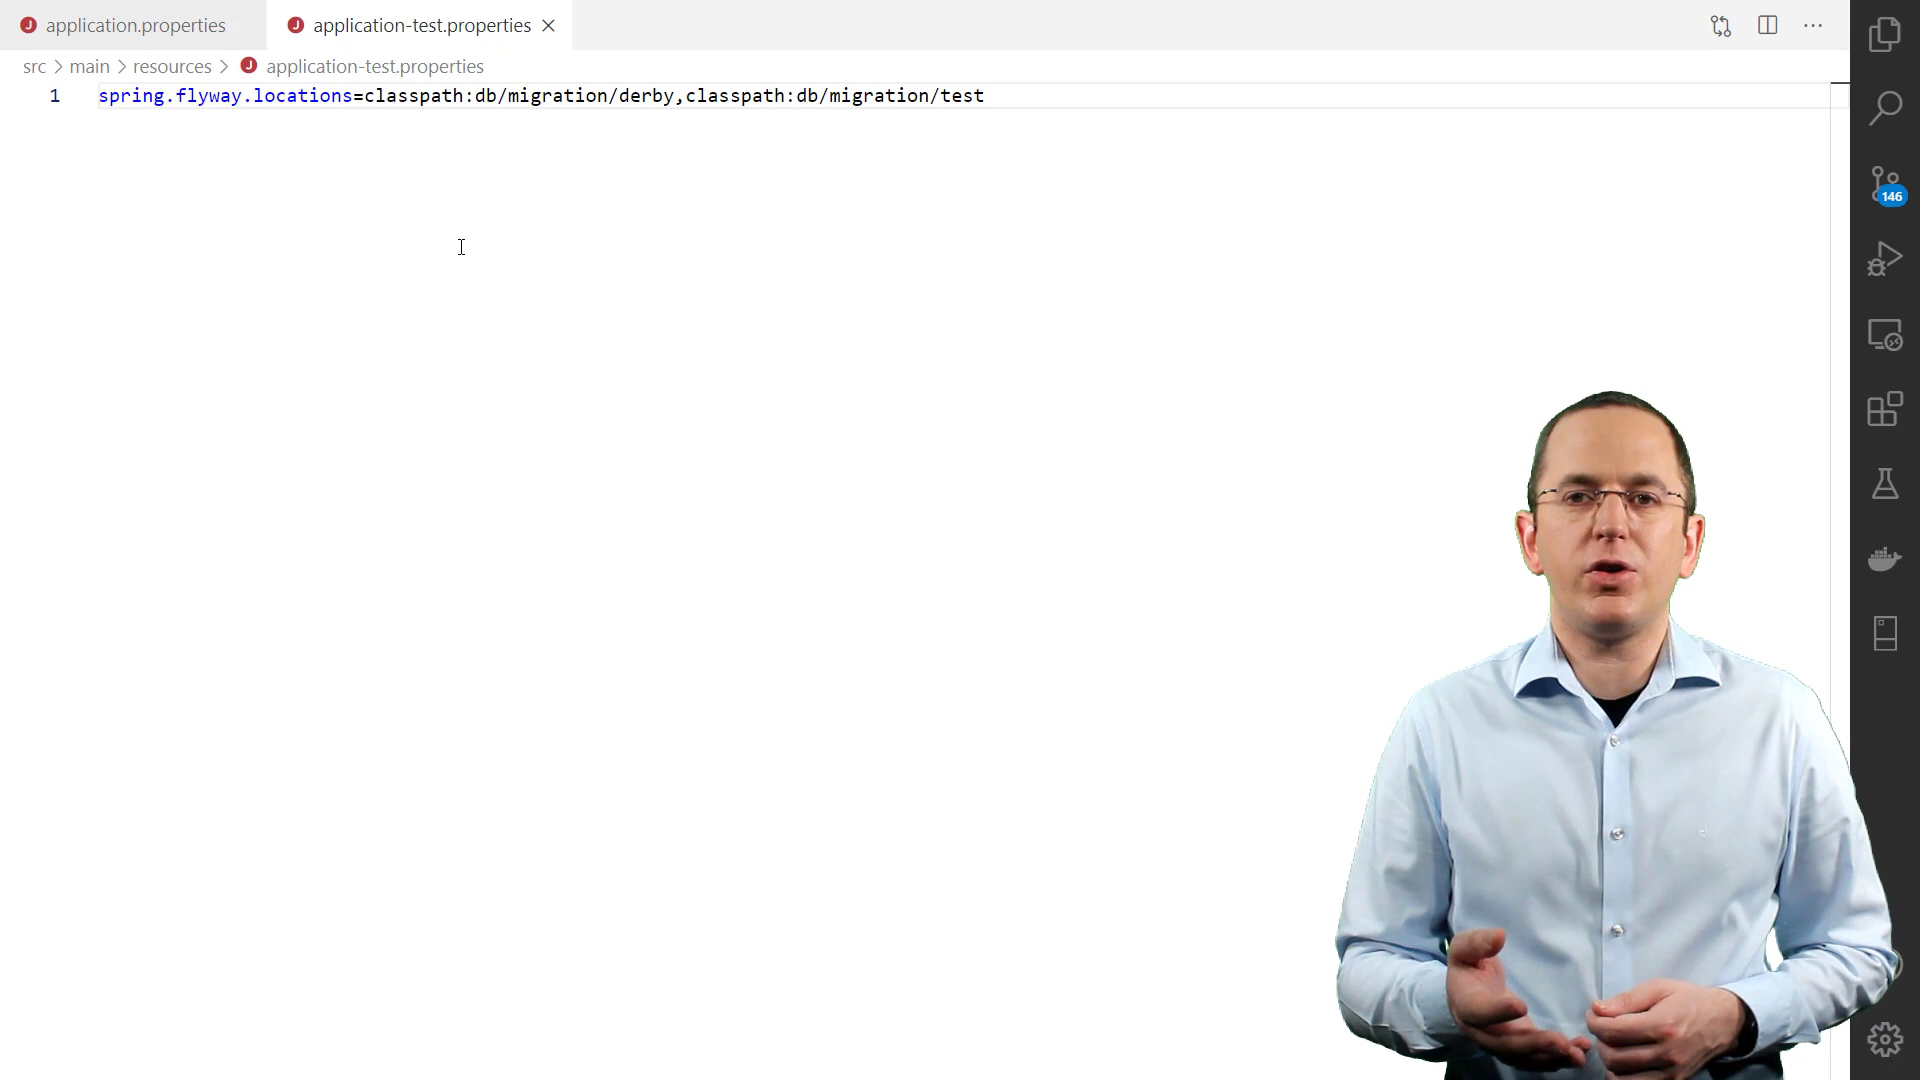 application.properties
application-test.properties
src > main > resources > application-test.properties
1 spring.flyway.locations=classpath:db/migration/derby,classpath:db/migration/test
146